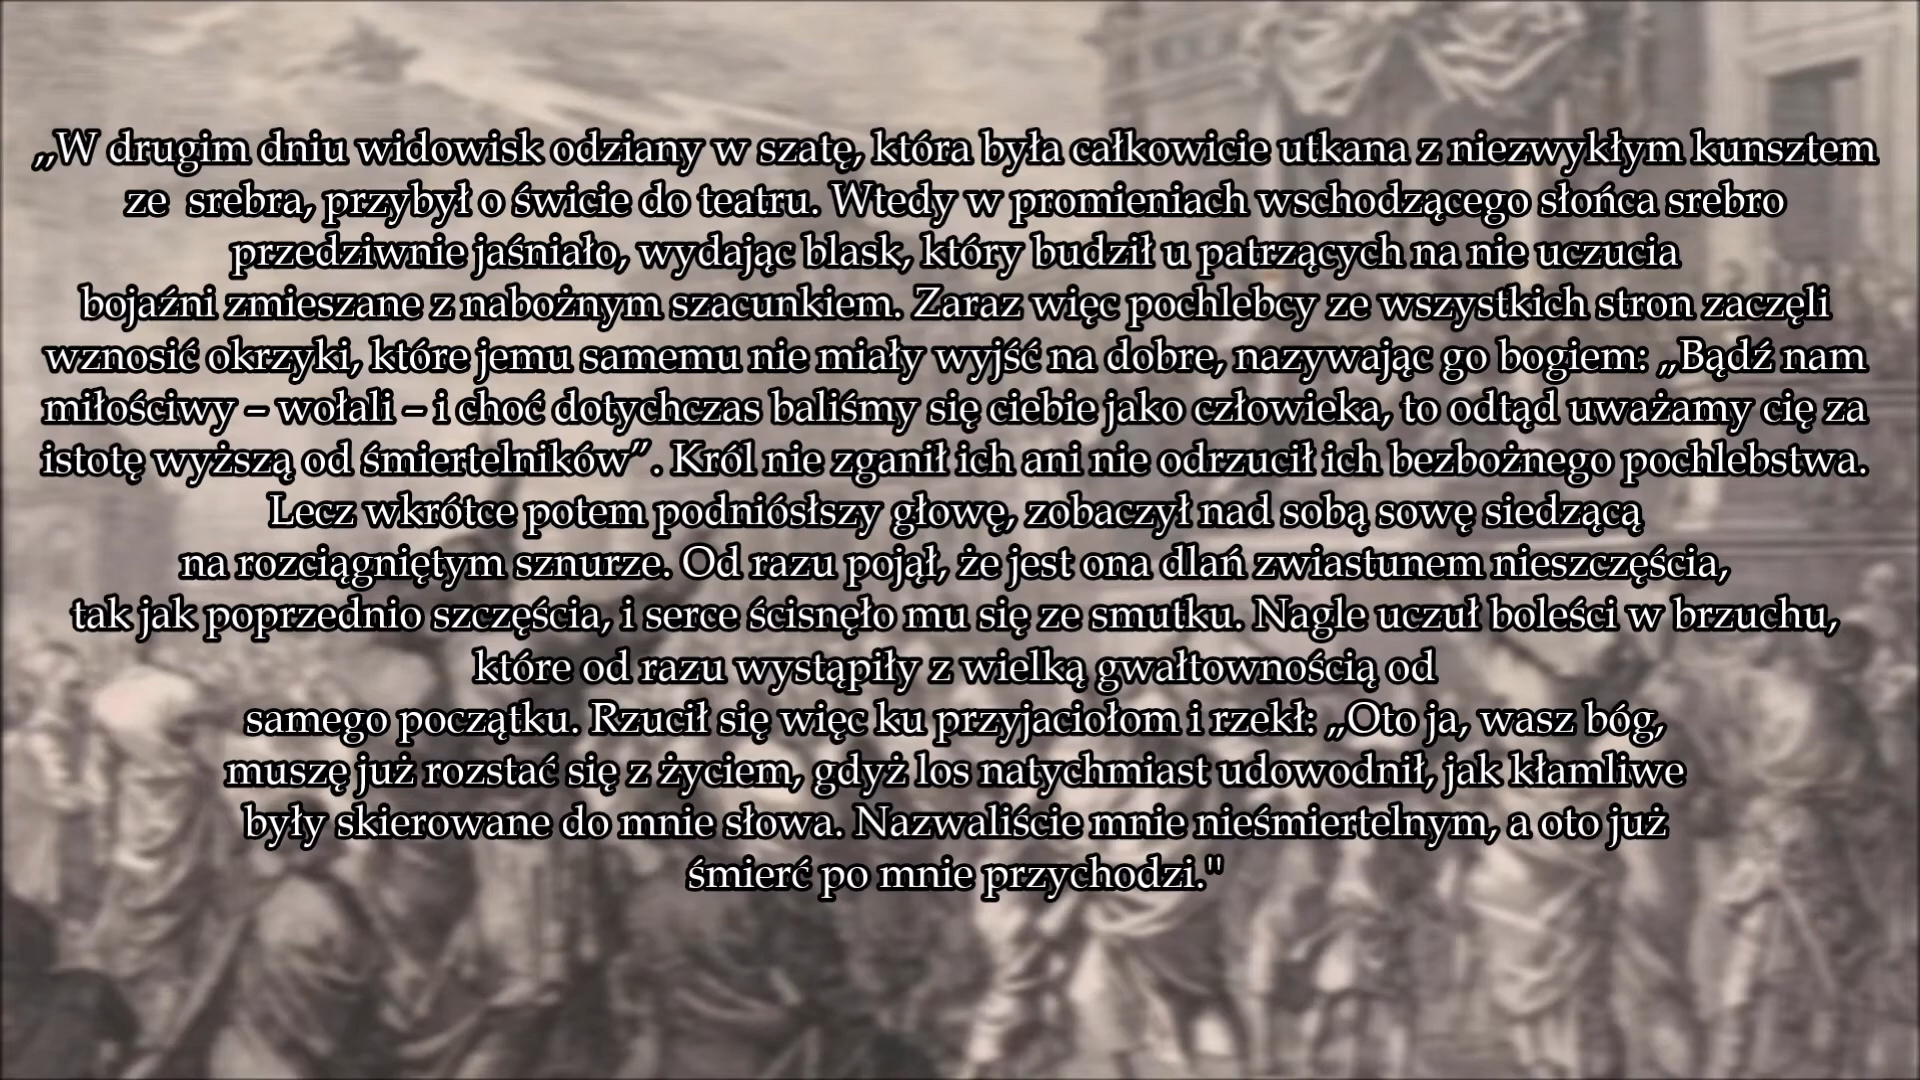 „W drugim dniu widowisk odziany w szatę, która była całkowicie utkana z niezwykłym kunsztem
ze  srebra, przybył o świcie do teatru. Wtedy w promieniach wschodzącego słońca srebro
przedziwnie jaśniało, wydając blask, który budził u patrzących na nie uczucia
bojaźni zmieszane z nabożnym szacunkiem. Zaraz więc pochlebcy ze wszystkich stron zaczęli
wznosić okrzyki, które jemu samemu nie miały wyjść na dobre, nazywając go bogiem: „Bądź nam
miłościwy – wołali – i choć dotychczas baliśmy się ciebie jako człowieka, to odtąd uważamy cię za
istotę wyższą od śmiertelników”. Król nie zganił ich ani nie odrzucił ich bezbożnego pochlebstwa.
Lecz wkrótce potem podniósłszy głowę, zobaczył nad sobą sowę siedzącą
na rozciągniętym sznurze. Od razu pojął, że jest ona dlań zwiastunem nieszczęścia,
tak jak poprzednio szczęścia, i serce ścisnęło mu się ze smutku. Nagle uczuł boleści w brzuchu,
które od razu wystąpiły z wielką gwałtownością od
samego początku. Rzucił się więc ku przyjaciołom i rzekł: „Oto ja, wasz bóg,
muszę już rozstać się z życiem, gdyż los natychmiast udowodnił, jak kłamliwe
były skierowane do mnie słowa. Nazwaliście mnie nieśmiertelnym, a oto już
śmierć po mnie przychodzi."